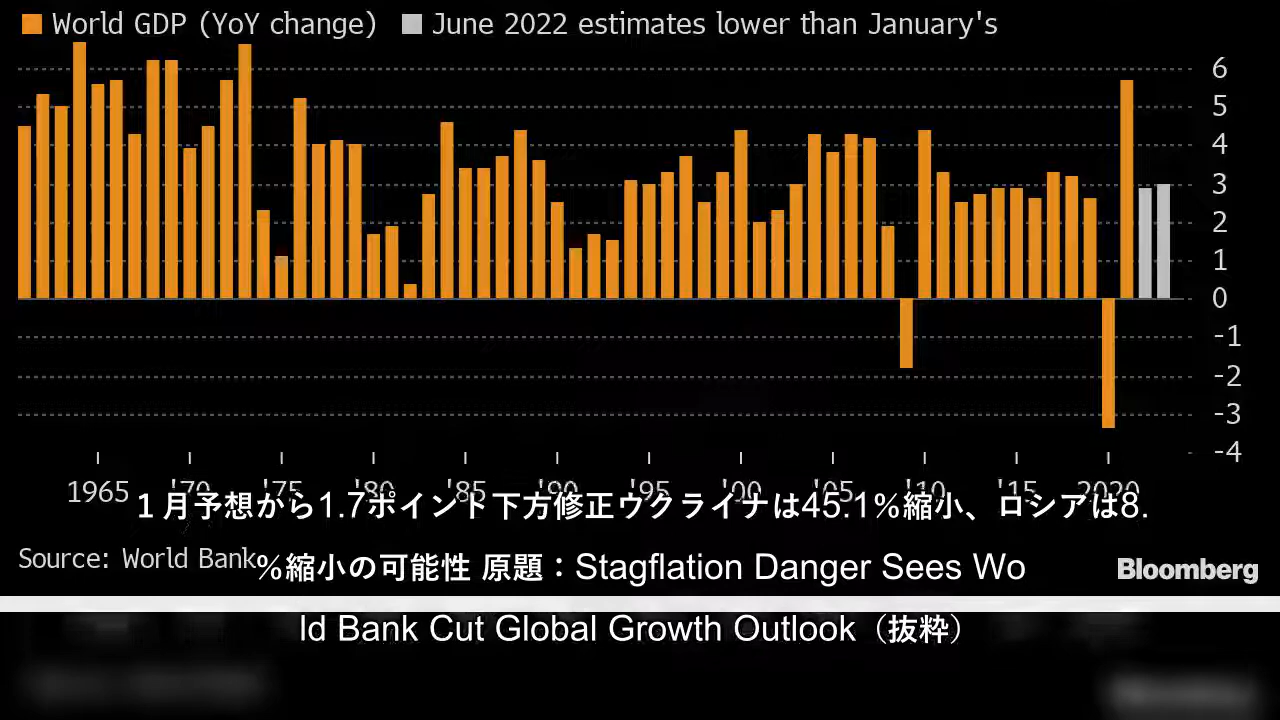 World GDP (YoY change) June 2022 estimates lower than January's
6
5
4
3
2
1
0
-1
-2
-3
-4
1965 '70 '75 '80 '85 '90 '95 '00 '05 '10 '15 2020
１月予想から1.7ポイント下方修正ウクライナは45.1%縮小、ロシアは8.
Source: World Bank
%縮小の可能性 原題：Stagflation Danger Sees Wo
Bloomberg
ld Bank Cut Global Growth Outlook（抜粋）